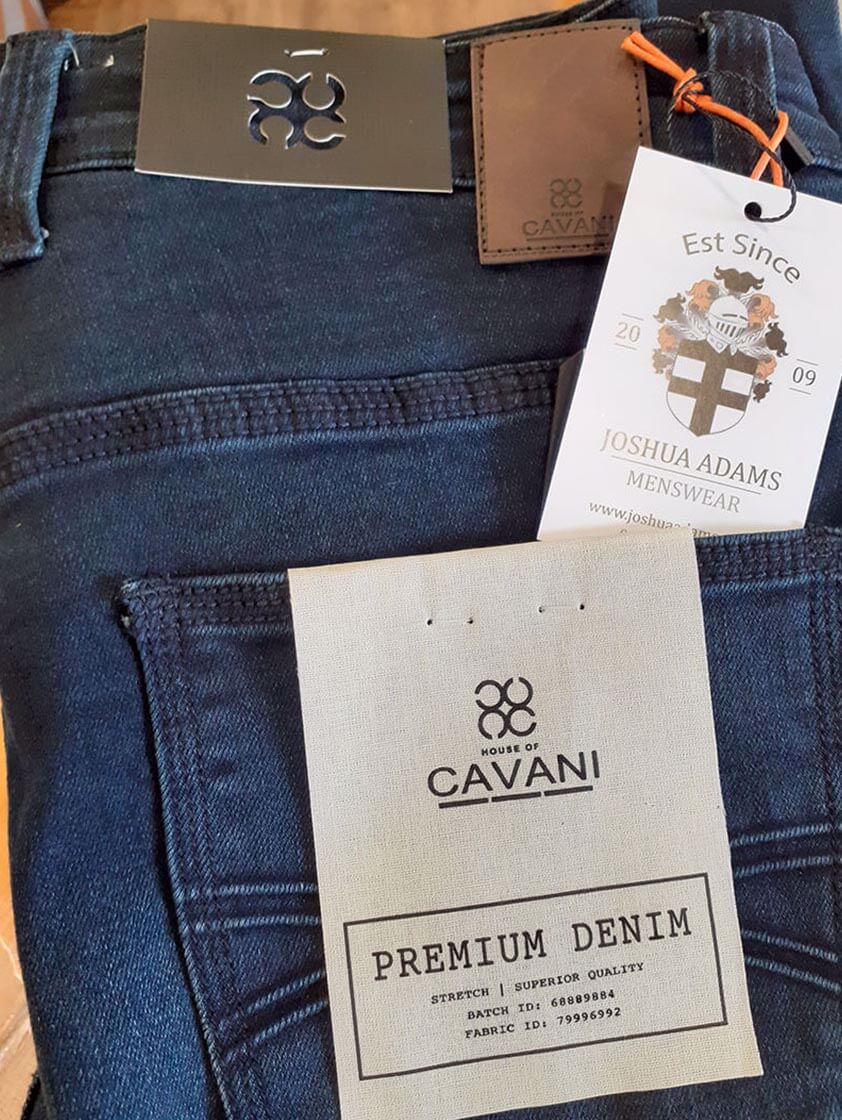 HOUSE OF
CAVANI
Est Since
20
09
JOSHUA ADAMS
MENSWEAR
HOUSE OF
CAVANI
PREMIUM DENIM
STRETCH | SUPERIOR QUALITY
BATCH ID: 68889884
FABRIC ID: 79996992